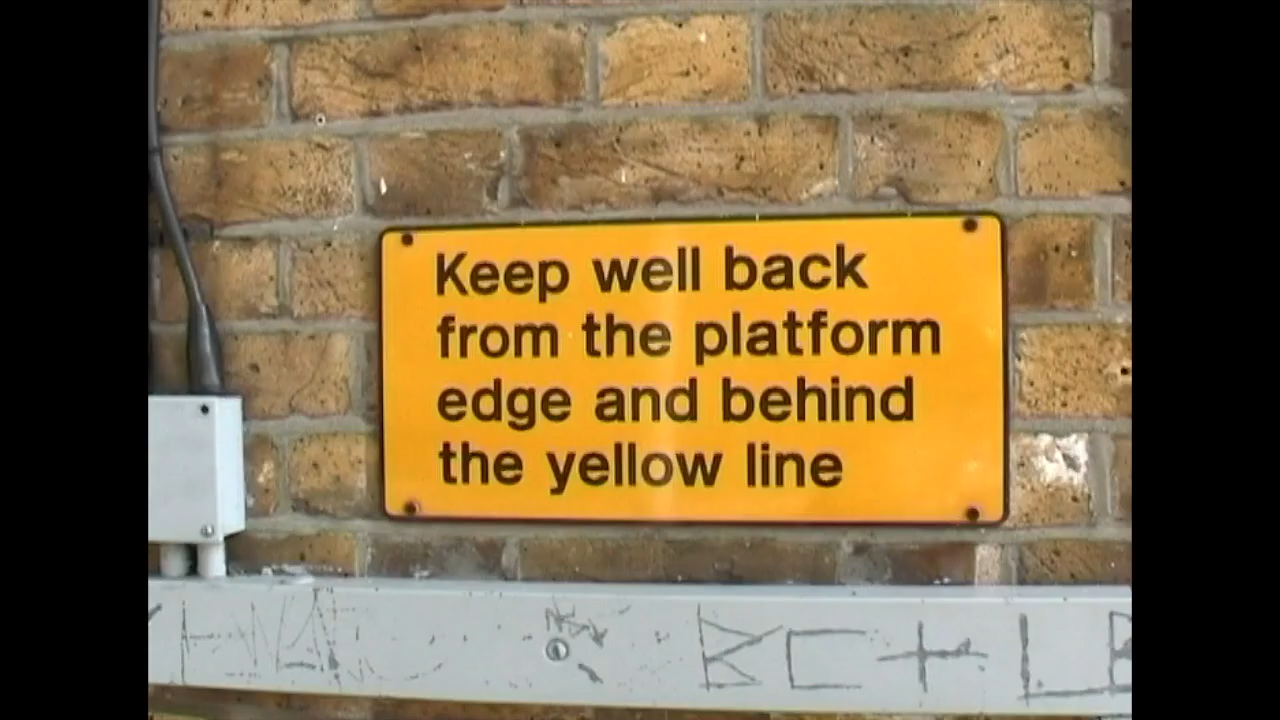 Keep well back
from the platform
edge and behind
the yellow line